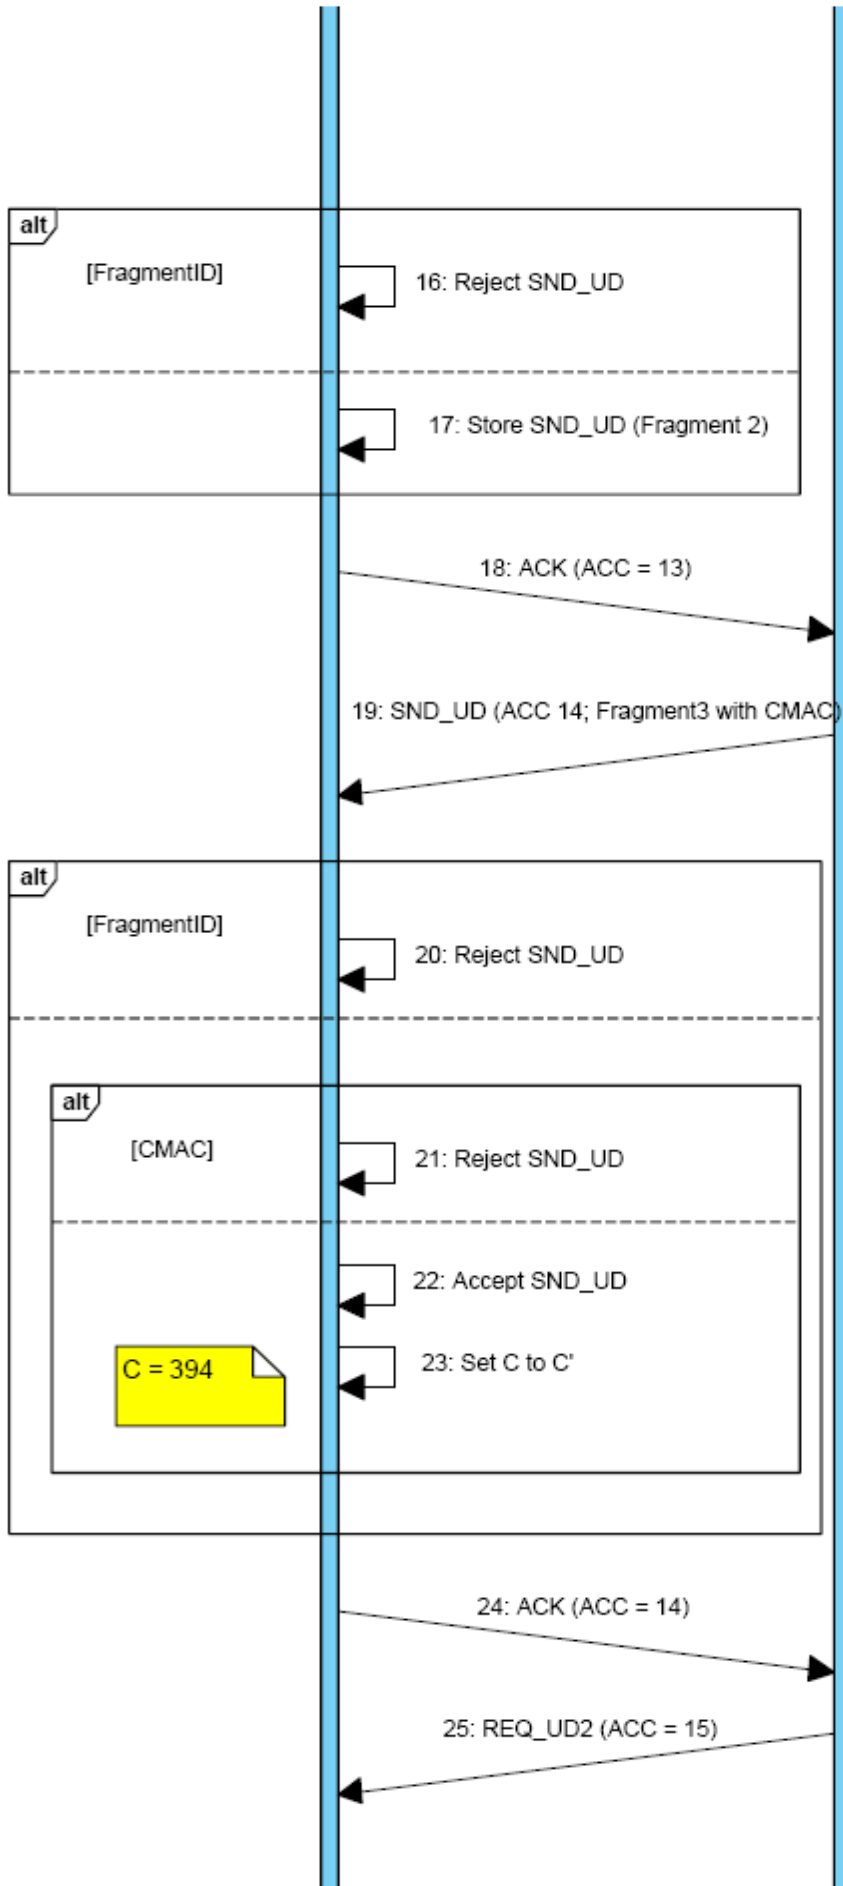 alt
[FragmentID]
16: Reject SND_UD
17: Store SND_UD (Fragment 2)
18: ACK (ACC = 13)
19: SND_UD (ACC 14; Fragment3 with CMAC)
alt
[FragmentID]
20: Reject SND_UD
alt
[CMAC]
21: Reject SND_UD
22: Accept SND_UD
C = 394
23: Set C to C'
24: ACK (ACC = 14)
25: REQ_UD2 (ACC = 15)